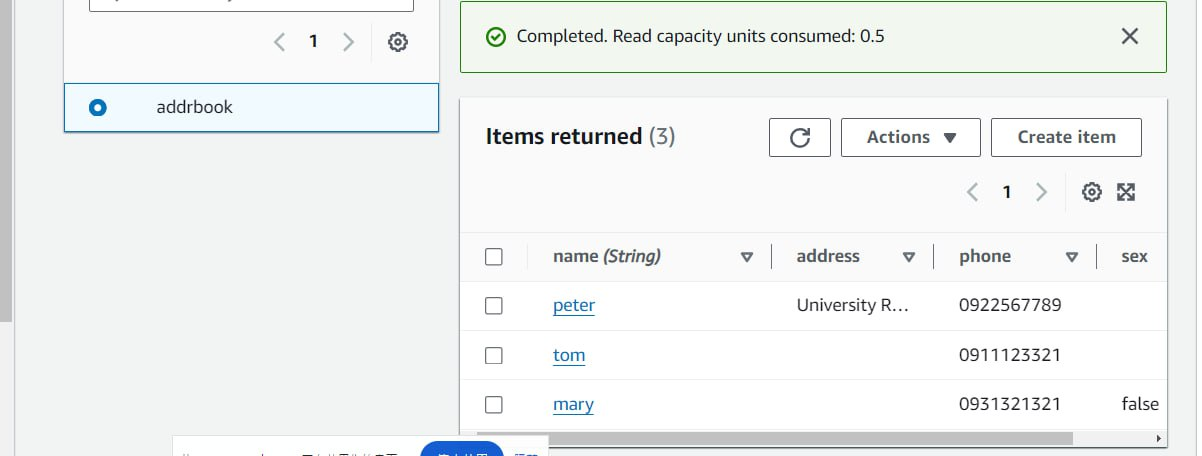 1
addrbook
Completed. Read capacity units consumed: 0.5
Items returned (3)
Actions
Create item
1
name (String) address phone sex
peter University R... 0922567789
tom 0911123321
mary 0931321321 false